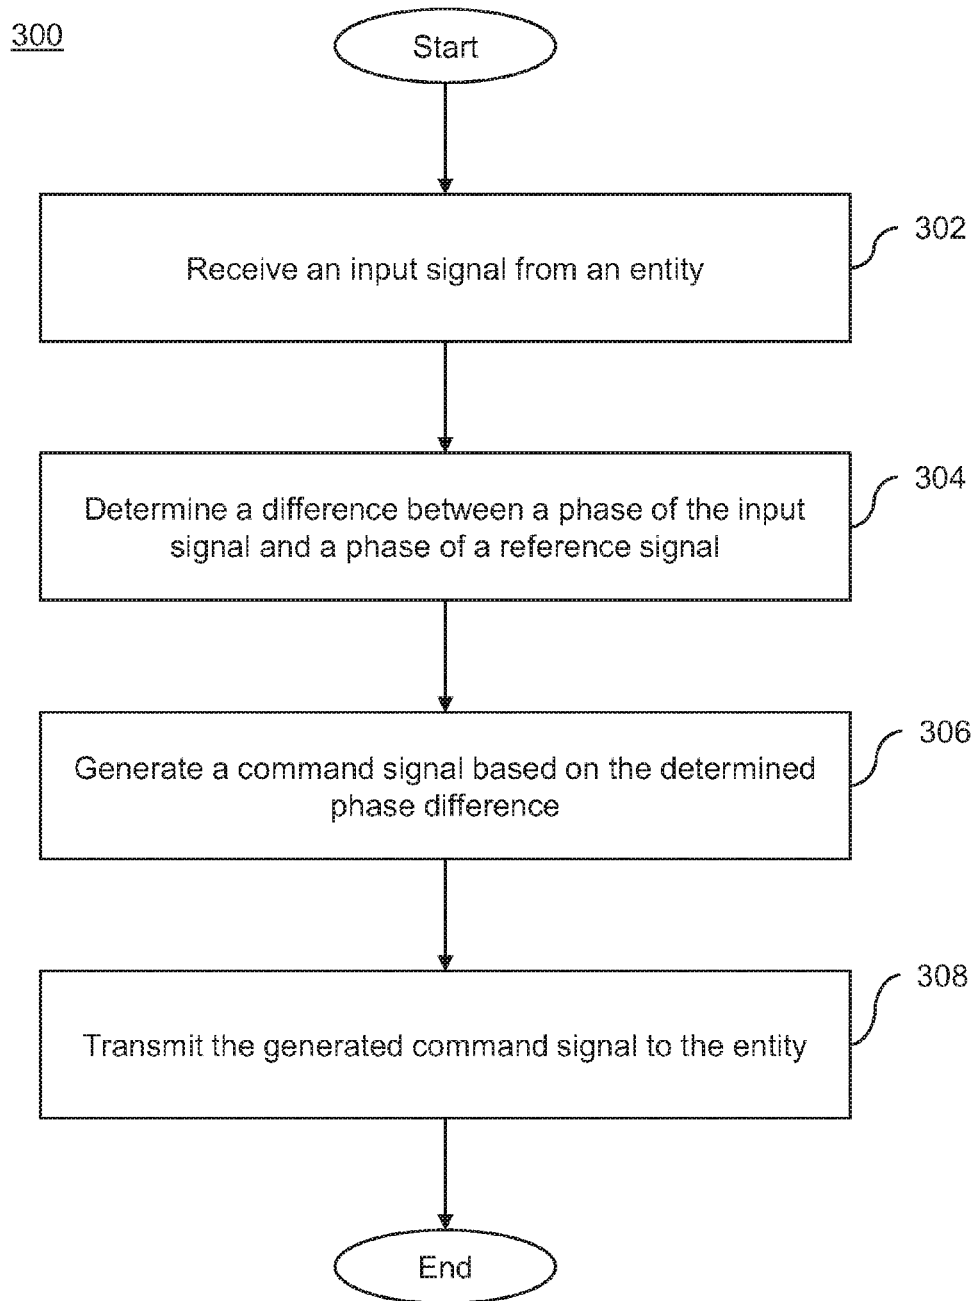 300
Start
302
Receive an input signal from an entity
304
Determine a difference between a phase of the input
signal and a phase of a reference signal
306
Generate a command signal based on the determined
phase difference
308
Transmit the generated command signal to the entity
End